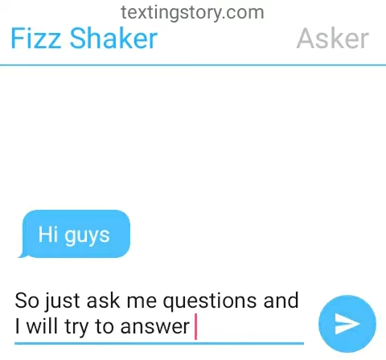 textingstory.com
Fizz Shaker Asker
Hi guys
So just ask me questions and
I will try to answer